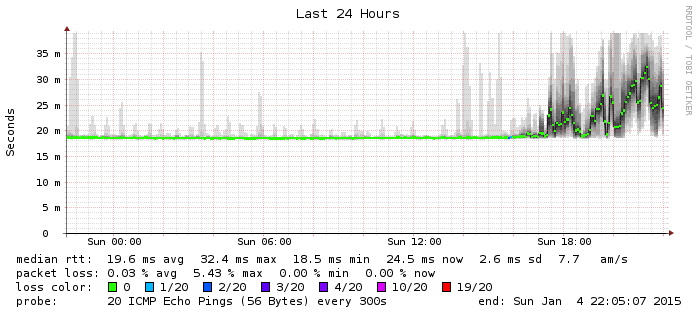 Last 24 Hours
RRDTOOL / TOBI OETIKER
Seconds
35 m
30 m
25 m
20 m
15 m
10 m
5 m
0
Sun 00:00 Sun 06:00 Sun 12:00 Sun 18:00
median rtt: 19.6 ms avg 32.4 ms max 18.5 ms min 24.5 ms now 2.6 ms sd 7.7 am/s
packet loss: 0.03 % avg 5.43 % max 0.00 % min 0.00 % now
loss color: 0 1/20 2/20 3/20 4/20 10/20 19/20
probe: 20 ICMP Echo Pings (56 Bytes) every 300s end: Sun Jan 4 22:05:07 2015